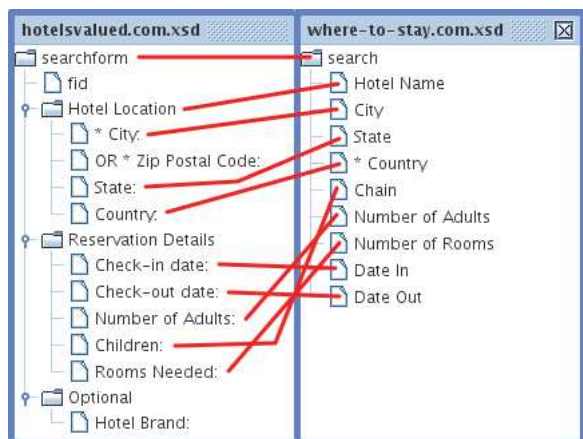 hotelsvalued.com.xsd
searchform
fid
Hotel Location
* City:
OR * Zip Postal Code:
State:
Country:
Reservation Details
Check-in date:
Check-out date:
Number of Adults:
Children:
Rooms Needed:
Optional
Hotel Brand:
where-to-stay.com.xsd
search
Hotel Name
City
State
* Country
Chain
Number of Adults
Number of Rooms
Date In
Date Out